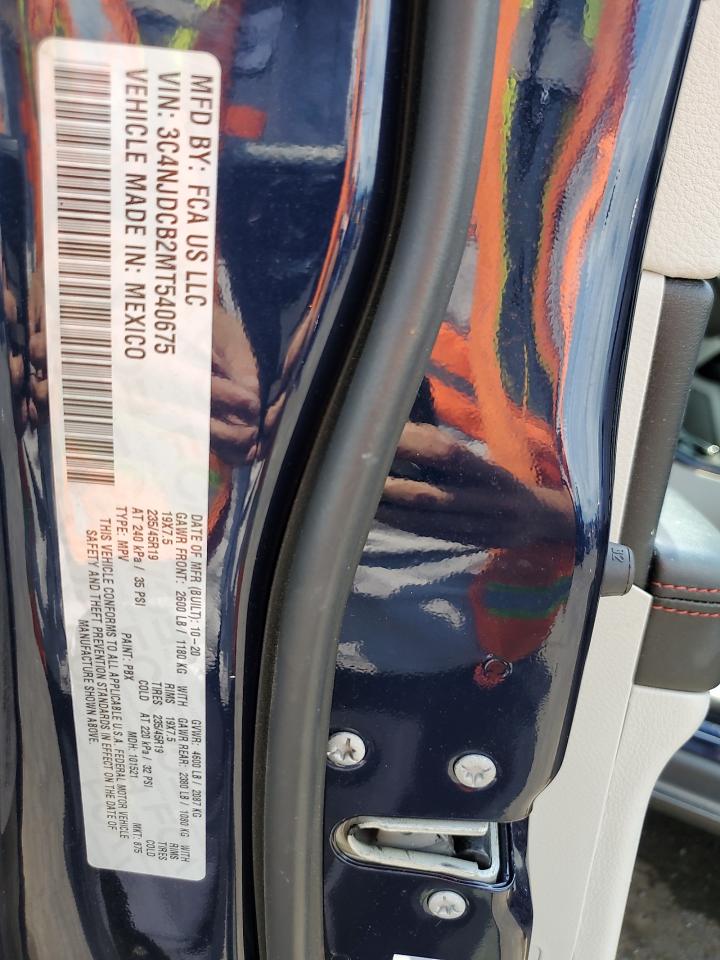 MFD BY: FCA US LLC
VIN: 3C4NJDCB2MT540675
VEHICLE MADE IN: MEXICO
DATE OF MFR (BUILT): 10-20 GVWR: 4600 LB / 2087 KG
GAWR FRONT: 2600 LB / 1180 KG WITH GAWR REAR: 2380 LB / 1080 KG WITH
19X7.5 RIMS 19X7.5 RIMS
235/45R19 TIRES 235/45R19 TIRES
AT 240 kPa / 35 PSI COLD AT 220 kPa / 32 PSI COLD
TYPE: MPV PAINT: PBX MDH: 101521 MKT: 875
THIS VEHICLE CONFORMS TO ALL APPLICABLE U.S.A. FEDERAL MOTOR VEHICLE
SAFETY AND THEFT PREVENTION STANDARDS IN EFFECT ON THE DATE OF
MANUFACTURE SHOWN ABOVE.